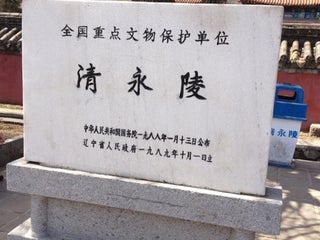 全国重点文物保护单位
清永陵
中华人民共和国国务院一九八八年一月十三日公布
辽宁省人民政府一九八九年十月一日立
清永陵